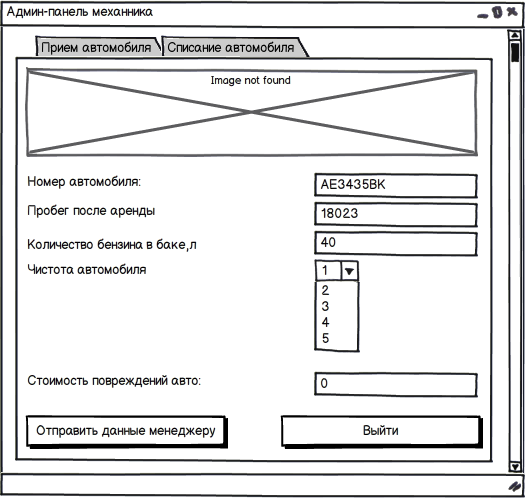 Админ-панель механника
Прием автомобиля
Списание автомобиля
Image not found
Номер автомобиля:
AE3435BK
Пробег после аренды
18023
Количество бензина в баке,л
40
Чистота автомобиля
1
2
3
4
5
Стоимость повреждений авто:
0
Отправить данные менеджеру
Выйти